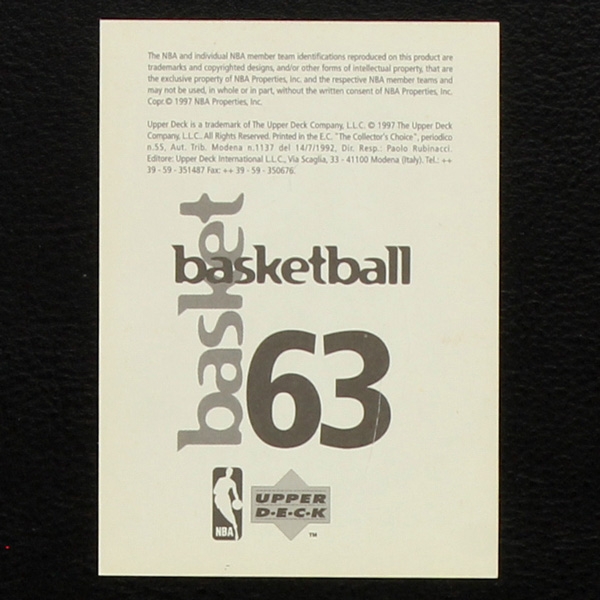 The NBA and individual NBA member team identifications reproduced on this product are
trademarks and copyrighted designs, and/or other forms of intellectual property, that are
the exclusive property of NBA Properties, Inc. and the respective NBA member teams and
may not be used, in whole or in part, without the written consent of NBA Properties, Inc.
Copr.© 1997 NBA Properties, Inc.
Upper Deck is a trademark of The Upper Deck Company, L.L.C. © 1997 The Upper Deck
Company, L.L.C.. All Rights Reserved. Printed in the E.C. "The Collector's Choice", periodico
n.55, Aut. Trib. Modena n.1137 del 14/7/1992, Dir. Resp.: Paolo Rubinacci.
Editore: Upper Deck International L.L.C., Via Scaglia, 33 - 41100 Modena (Italy). Tel.: ++
39 - 59 - 351487 Fax: ++ 39 - 59 - 350676.
basket
basketball
63
NBA
UPPER
D·E·C·K
™